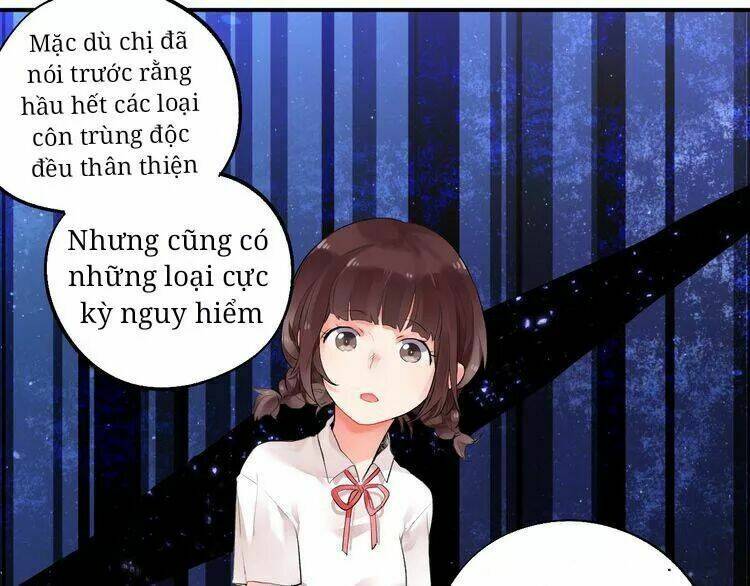 Mặc dù chị đã
nói trước rằng
hầu hết các loại
côn trùng độc
đều thân thiện
Nhưng cũng có
những loại cực
kỳ nguy hiểm